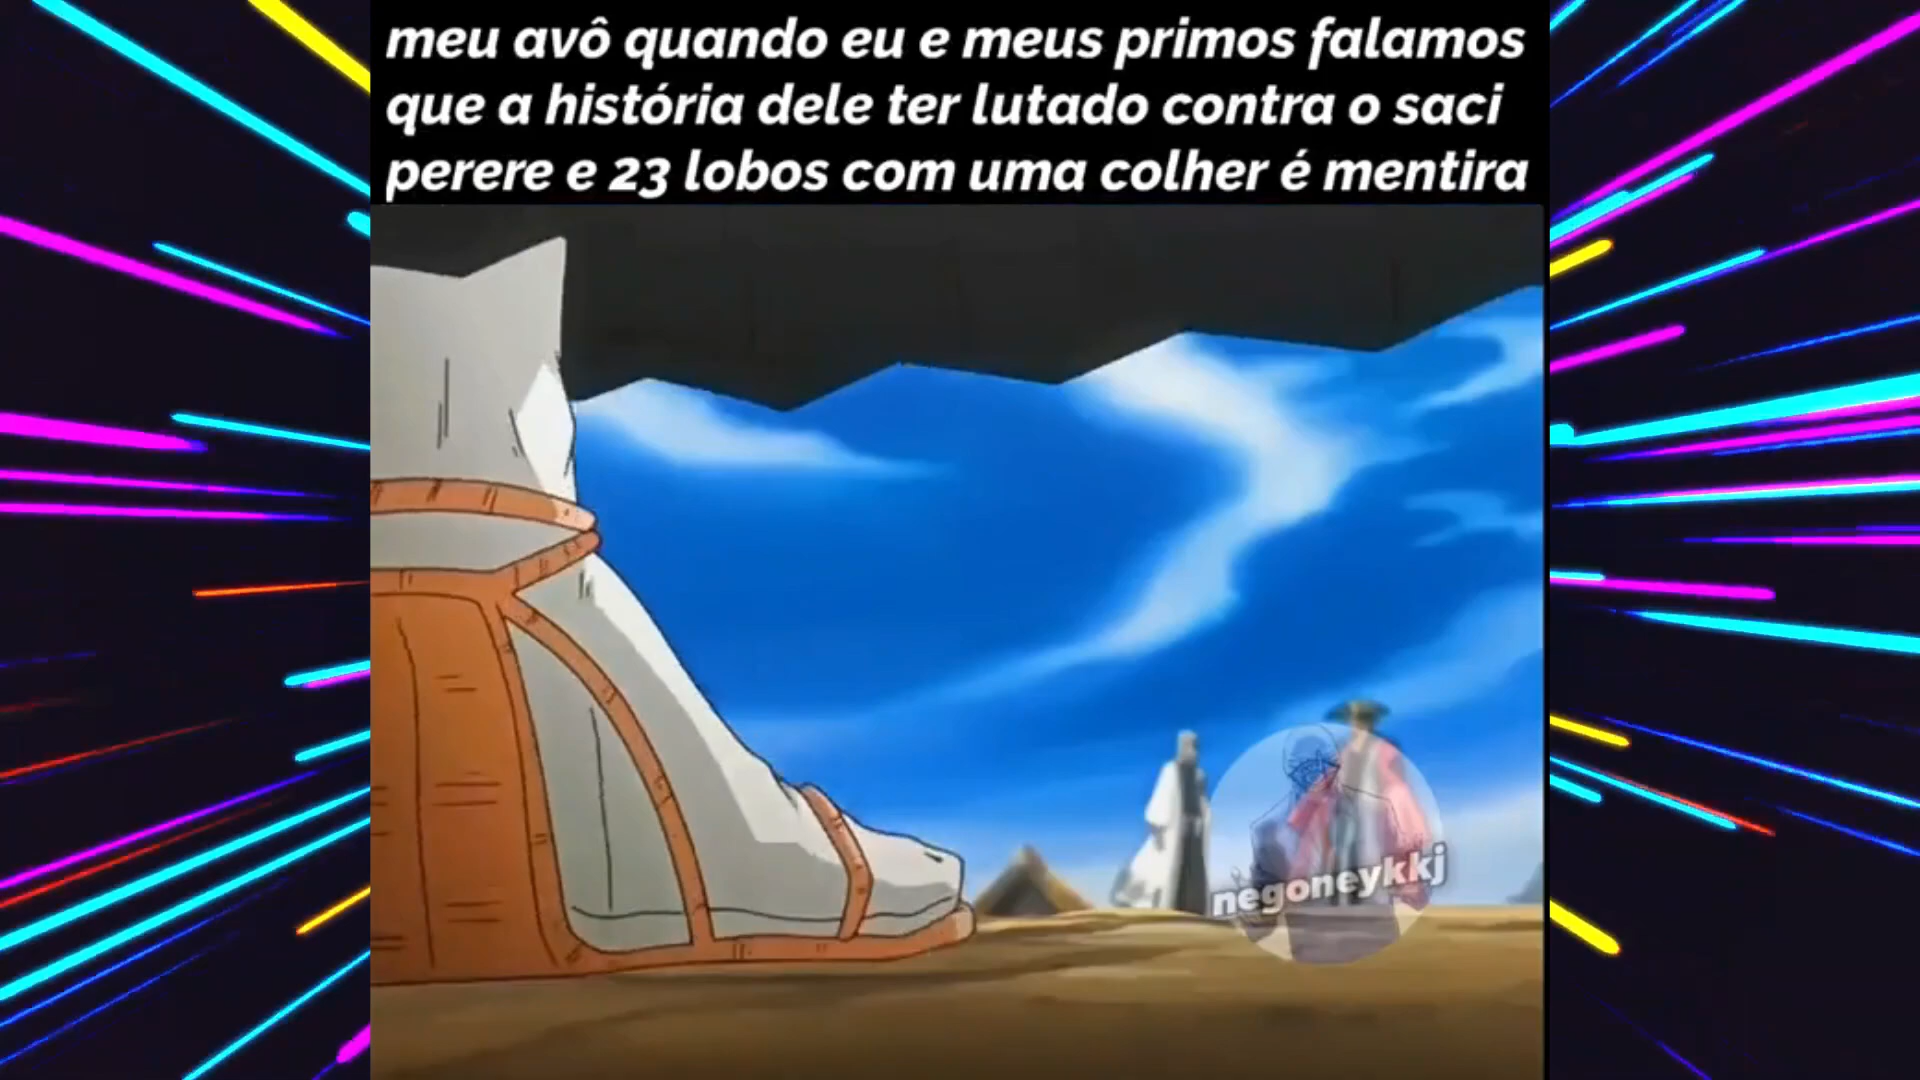 meu avô quando eu e meus primos falamos
que a história dele ter lutado contra o saci
perere e 23 lobos com uma colher é mentira
negoneykkj